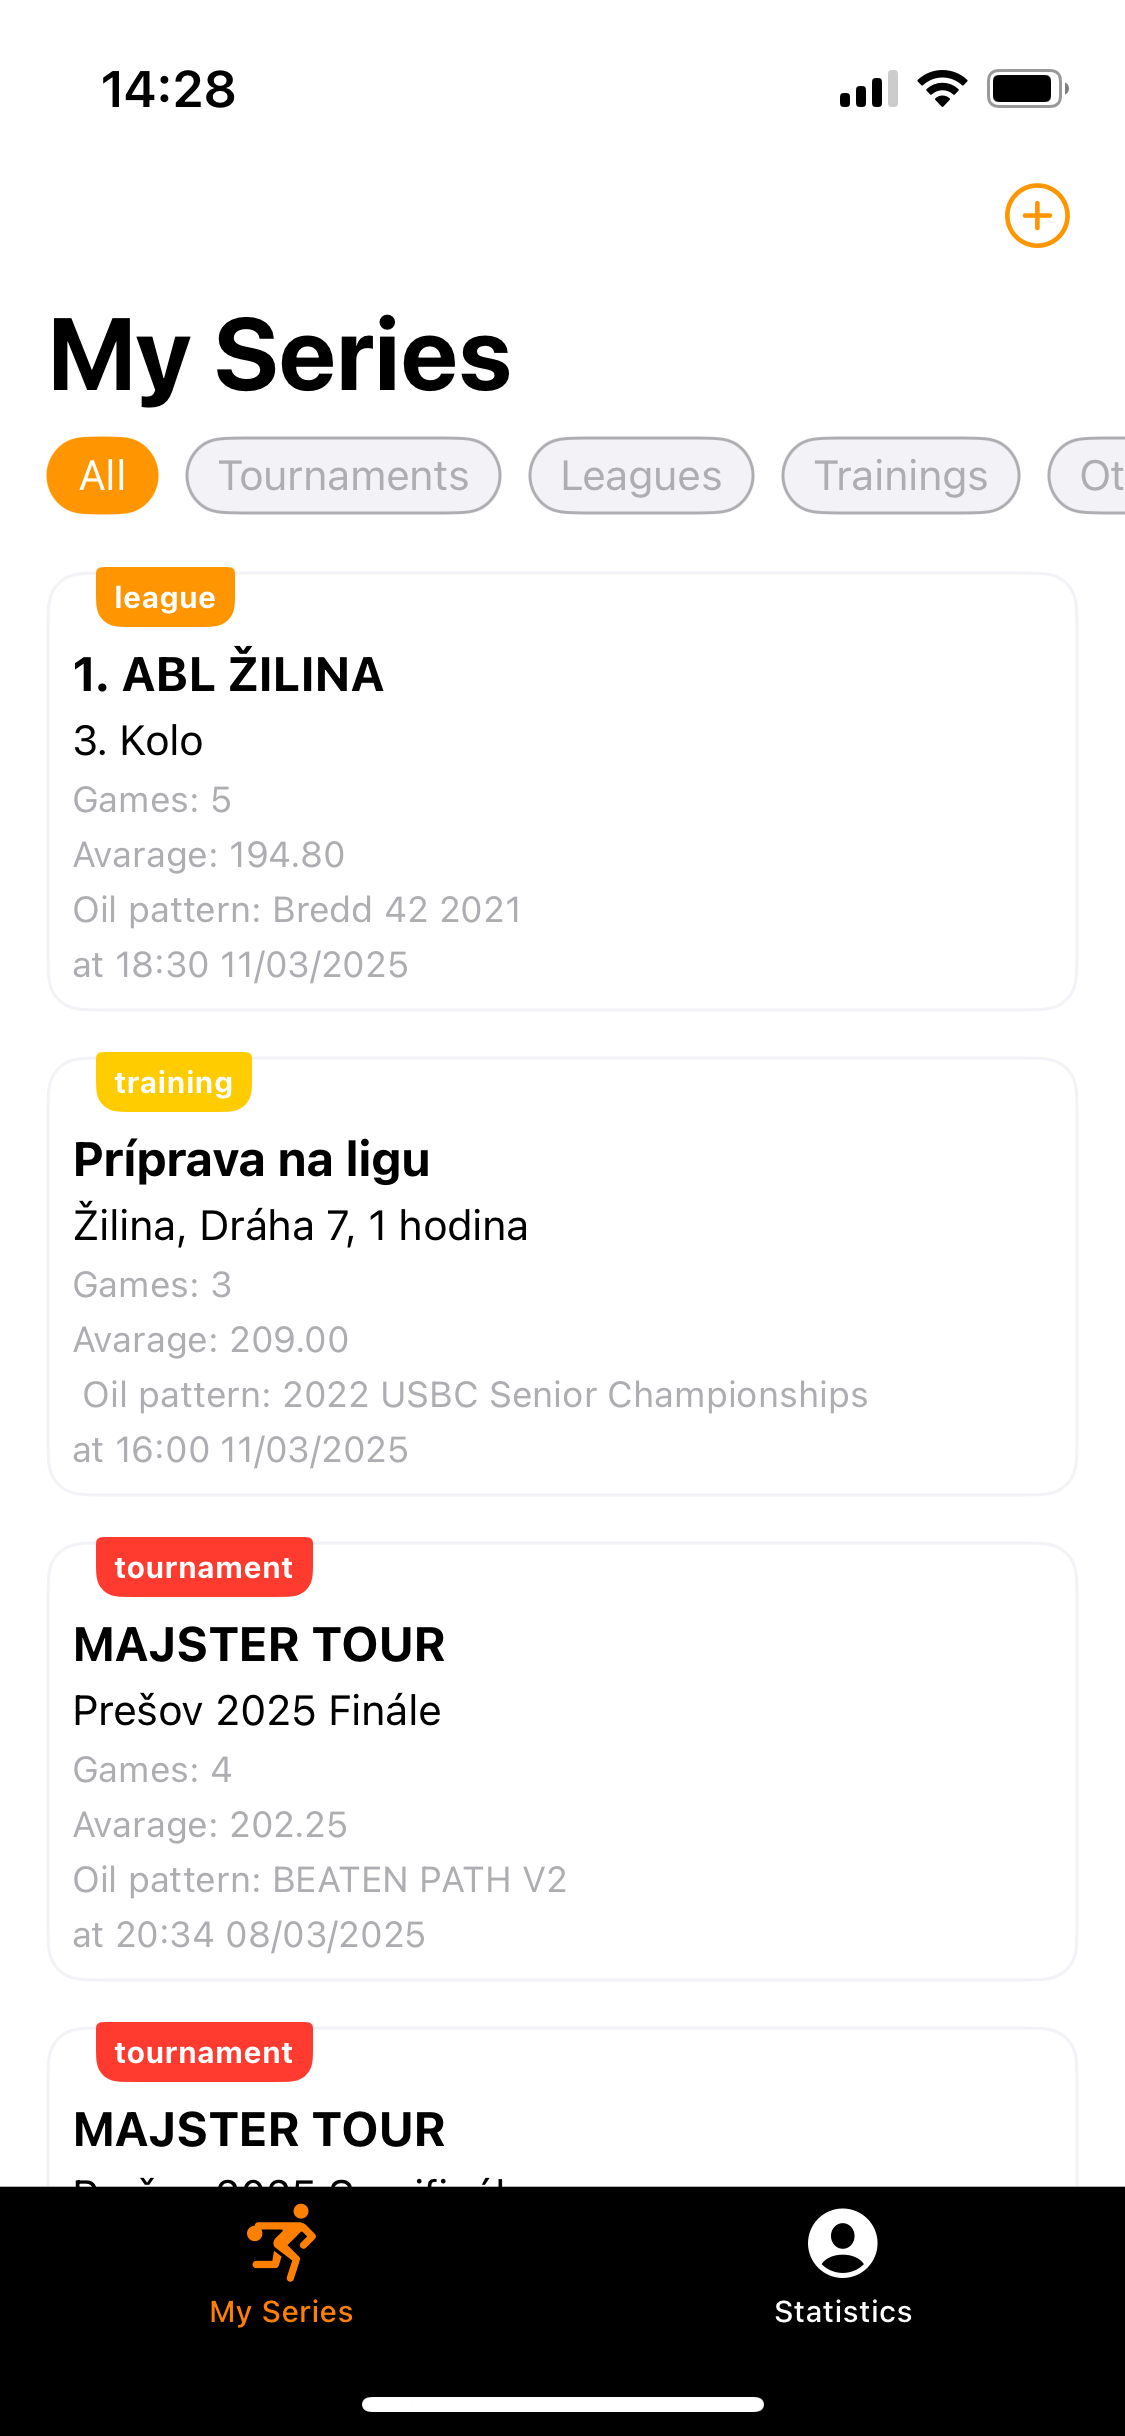 14:28
My Series
All Tournaments Leagues Trainings Ot
league
1. ABL ŽILINA
3. Kolo
Games: 5
Avarage: 194.80
Oil pattern: Bredd 42 2021
at 18:30 11/03/2025
training
Príprava na ligu
Žilina, Dráha 7, 1 hodina
Games: 3
Avarage: 209.00
Oil pattern: 2022 USBC Senior Championships
at 16:00 11/03/2025
tournament
MAJSTER TOUR
Prešov 2025 Finále
Games: 4
Avarage: 202.25
Oil pattern: BEATEN PATH V2
at 20:34 08/03/2025
tournament
MAJSTER TOUR
My Series Statistics